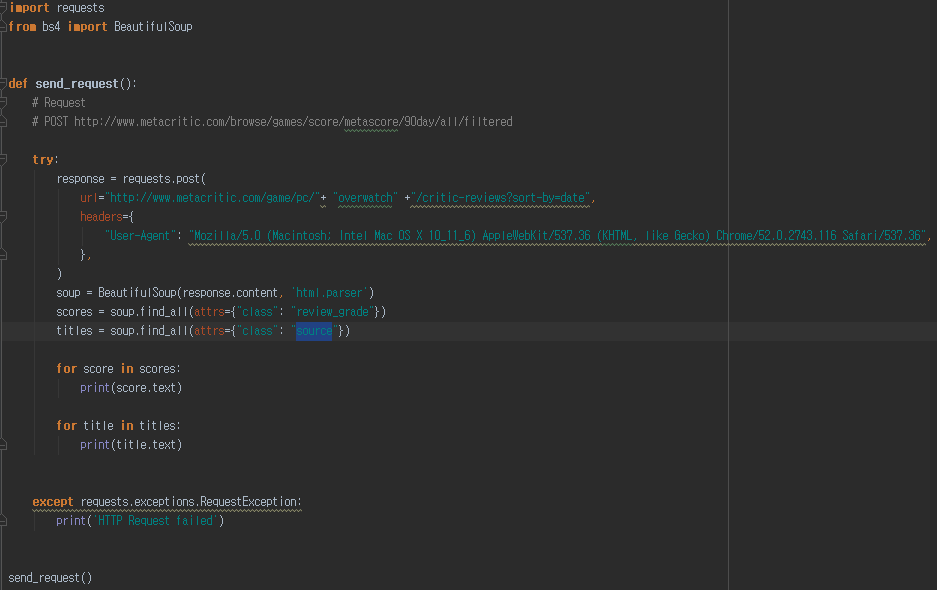 import requests
from bs4 import BeautifulSoup
def send_request():
# Request
# POST http://www.metacritic.com/browse/games/score/metascore/90day/all/filtered
try:
response = requests.post(
url="http://www.metacritic.com/game/pc/"+ "overwatch" +"/critic-reviews?sort-by=date",
headers={
"User-Agent": "Mozilla/5.0 (Macintosh; Intel Mac OS X 10_11_6) AppleWebKit/537.36 (KHTML, like Gecko) Chrome/52.0.2743.116 Safari/537.36",
},
)
soup = BeautifulSoup(response.content, 'html.parser')
scores = soup.find_all(attrs={"class": "review_grade"})
titles = soup.find_all(attrs={"class": "source"})
for score in scores:
print(score.text)
for title in titles:
print(title.text)
except requests.exceptions.RequestException:
print('HTTP Request failed')
send_request()